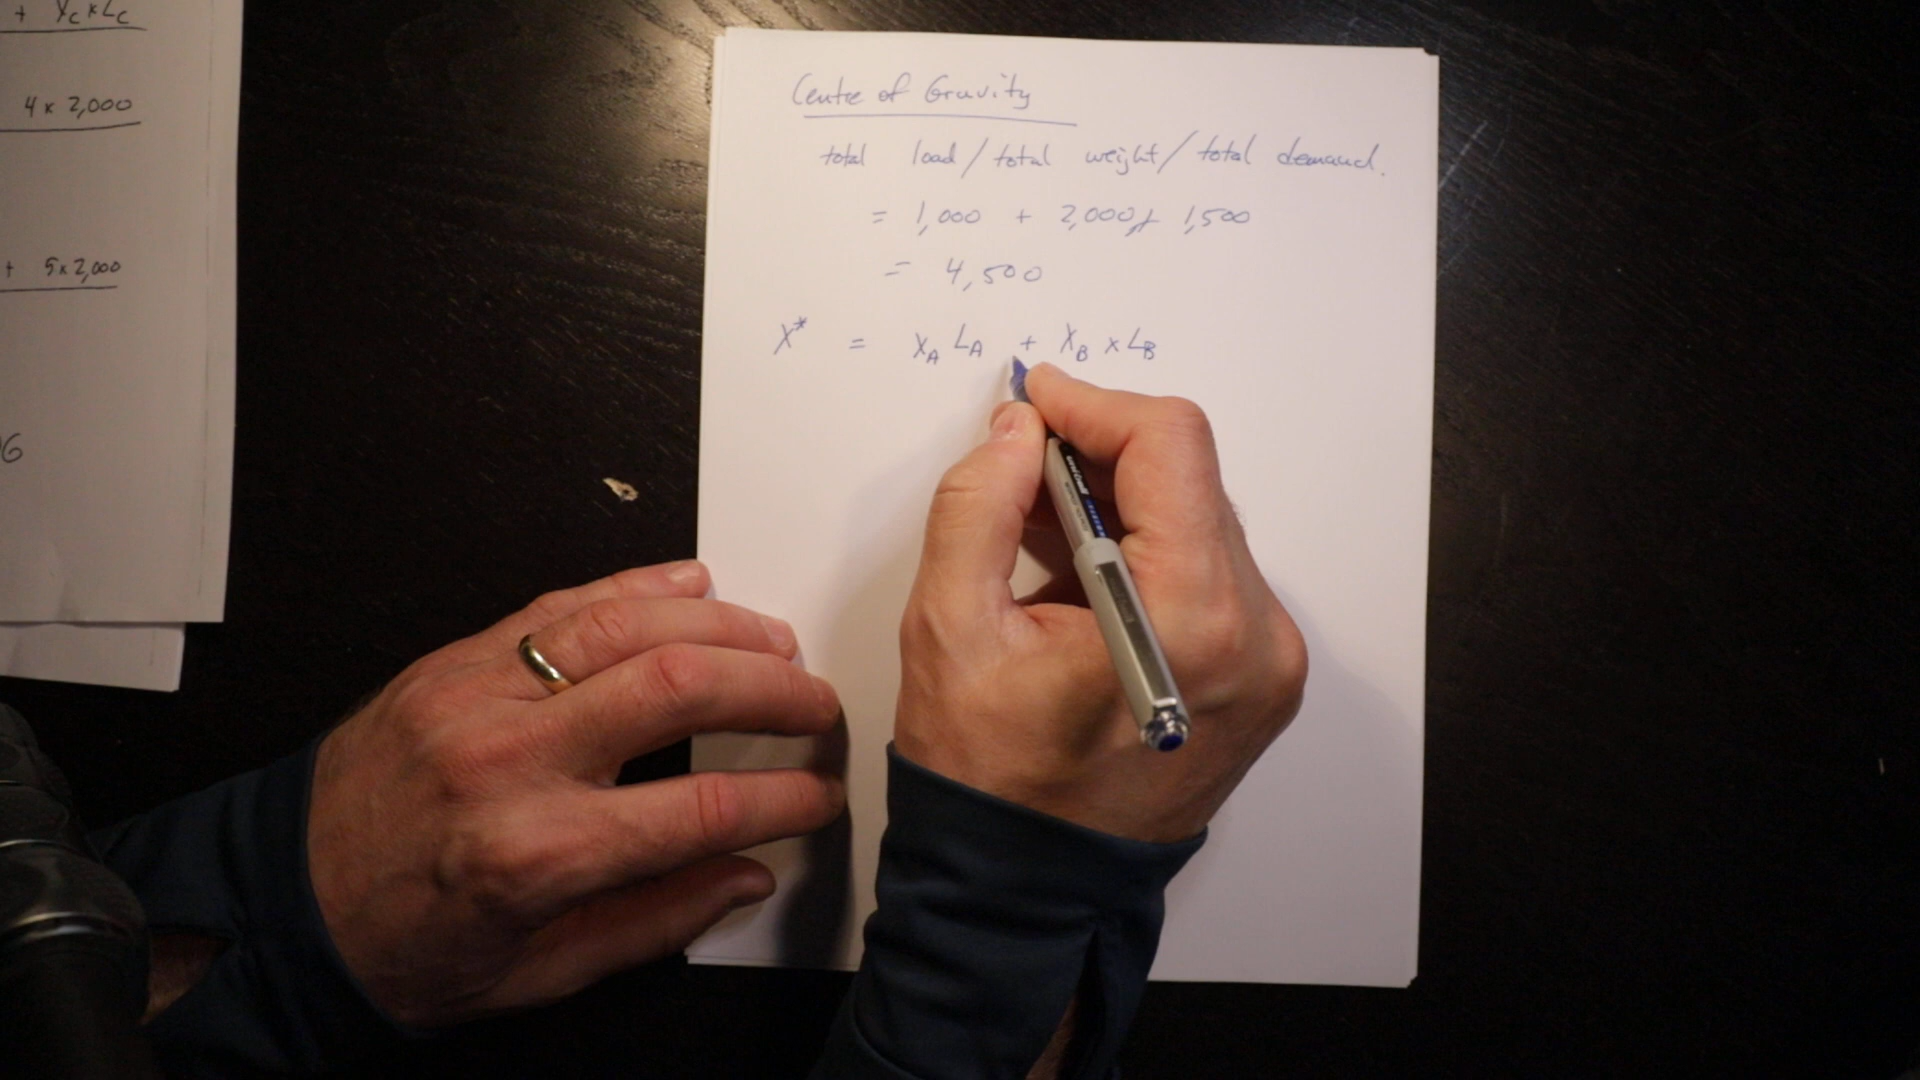 + Xc x Lc
4 x 2,000
+ 5 x 2,000
6
Centre of Gravity
total load / total weight / total demand.
= 1,000 + 2,000 + 1,500
= 4,500
X* = XA LA + XB x LB